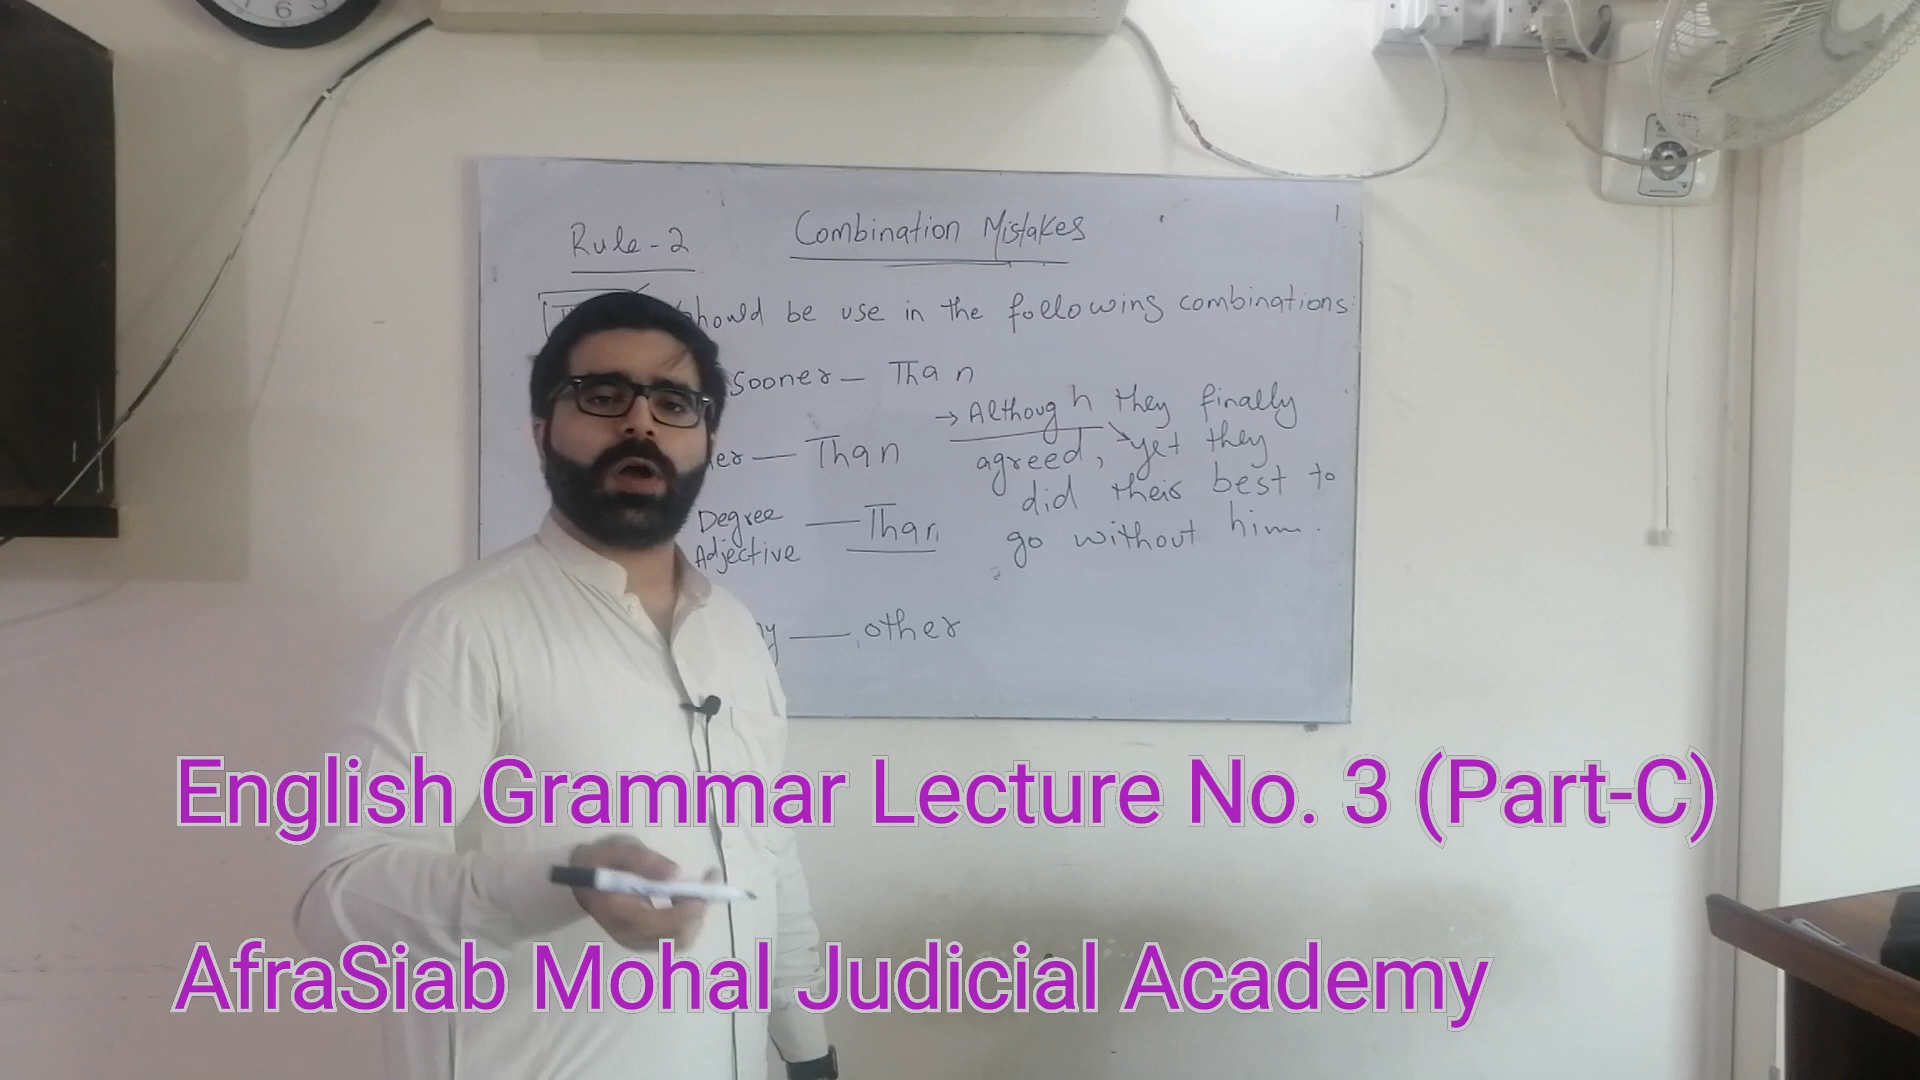 6
Rule-2 Combination Mistakes
should be use in the following combinations
sooner — Than
→ Although they finally
agreed, yet they
did their best to
go without him.
— Than
Degree
Adjective — Than
— other
English Grammar Lecture No. 3 (Part-C)
AfraSiab Mohal Judicial Academy